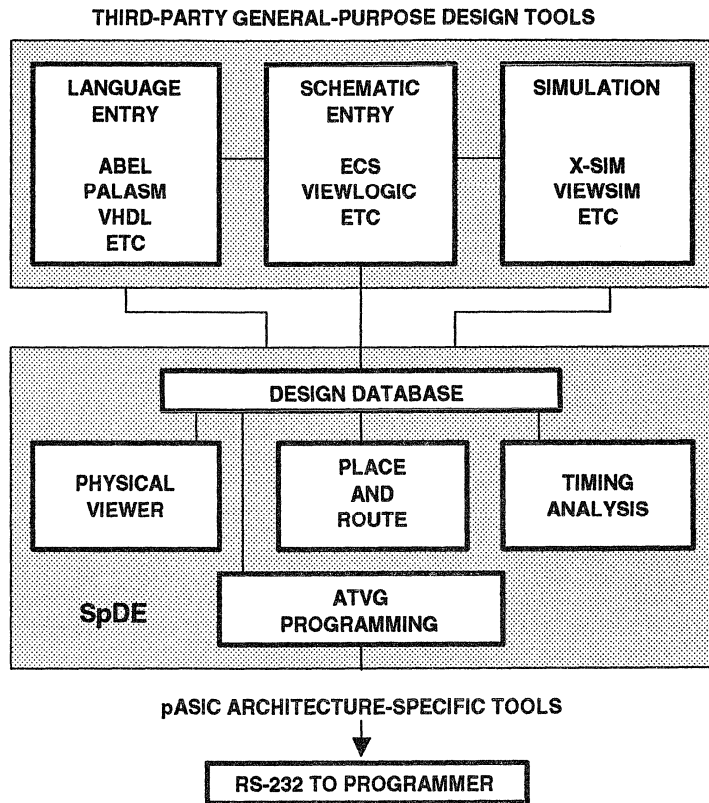 THIRD-PARTY GENERAL-PURPOSE DESIGN TOOLS
LANGUAGE
ENTRY
ABEL
PALASM
VHDL
ETC
SCHEMATIC
ENTRY
ECS
VIEWLOGIC
ETC
SIMULATION
X-SIM
VIEWSIM
ETC
DESIGN DATABASE
PHYSICAL
VIEWER
PLACE
AND
ROUTE
TIMING
ANALYSIS
SpDE
ATVG
PROGRAMMING
pASIC ARCHITECTURE-SPECIFIC TOOLS
RS-232 TO PROGRAMMER